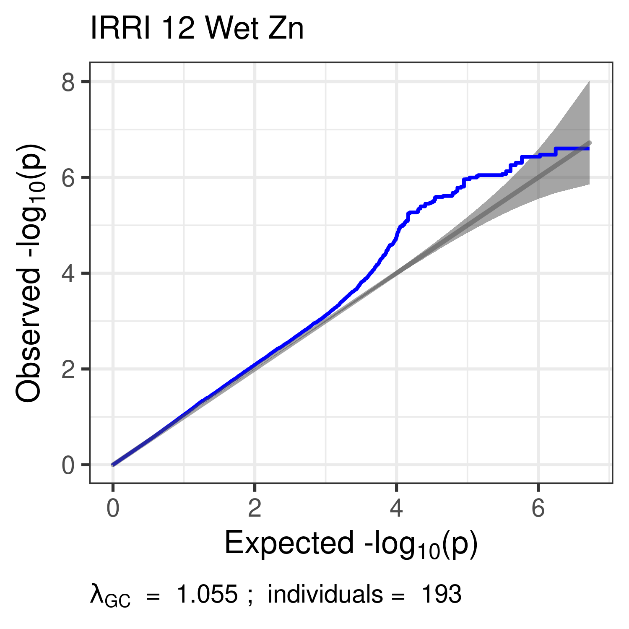 IRRI 12 Wet Zn
8
6
4
2
0
Observed -log10(p)
0 2 4 6
Expected -log10(p)
λGC = 1.055 ; individuals = 193